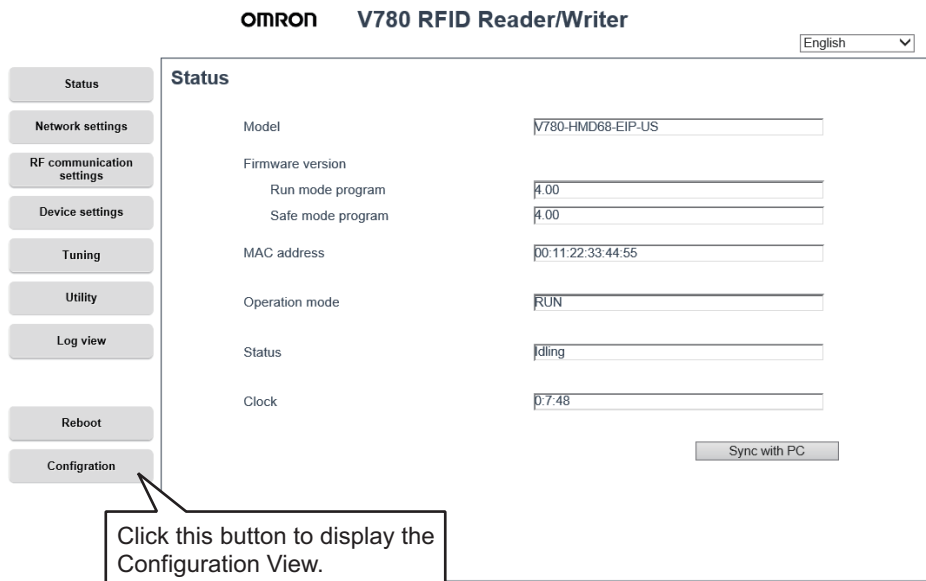 OMRON V780 RFID Reader/Writer
English
Status
Network settings
RF communication
settings
Device settings
Tuning
Utility
Log view
Reboot
Configration
Status
Model V780-HMD68-EIP-US
Firmware version
Run mode program 4.00
Safe mode program 4.00
MAC address 00:11:22:33:44:55
Operation mode RUN
Status Idling
Clock 0:7:48
Sync with PC
Click this button to display the
Configuration View.